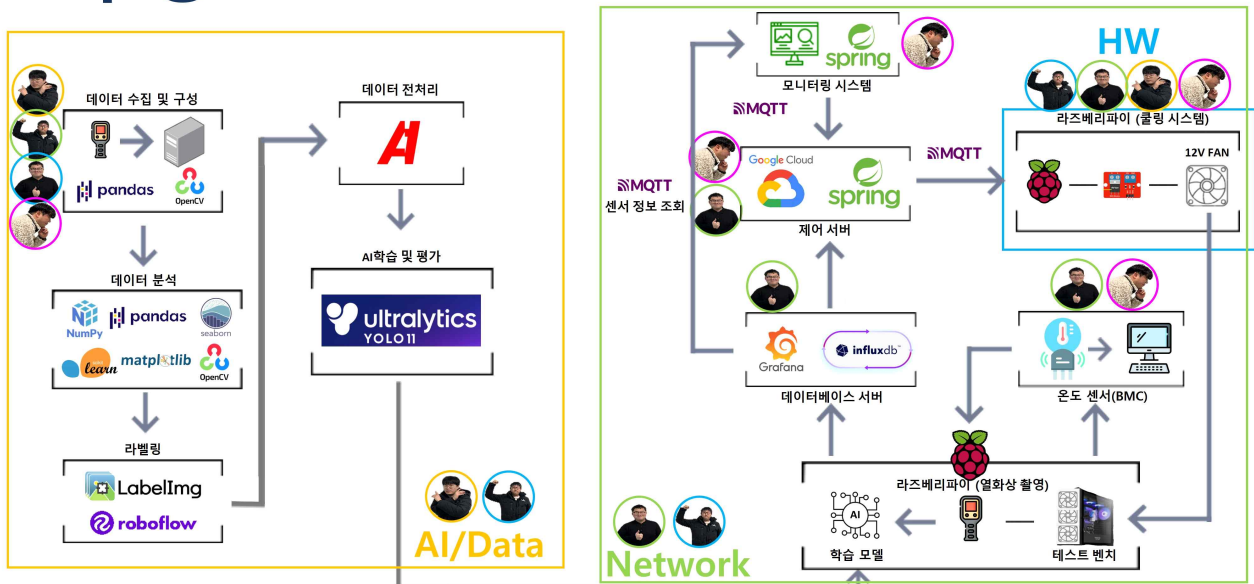 데이터 수집 및 구성
pandas
OpenCV
데이터 분석
NumPy
pandas
seaborn
learn
matplotlib
OpenCV
라벨링
LabelImg
roboflow
데이터 전처리
AI
AI학습 및 평가
ultralytics
YOLO11
AI/Data
spring
모니터링 시스템
MQTT
MQTT
센서 정보 조회
Google Cloud
spring
제어 서버
MQTT
HW
라즈베리파이 (쿨링 시스템)
12V FAN
Grafana
influxdb™
데이터베이스 서버
온도 센서(BMC)
라즈베리파이 (열화상 촬영)
AI
학습 모델
테스트 벤치
Network